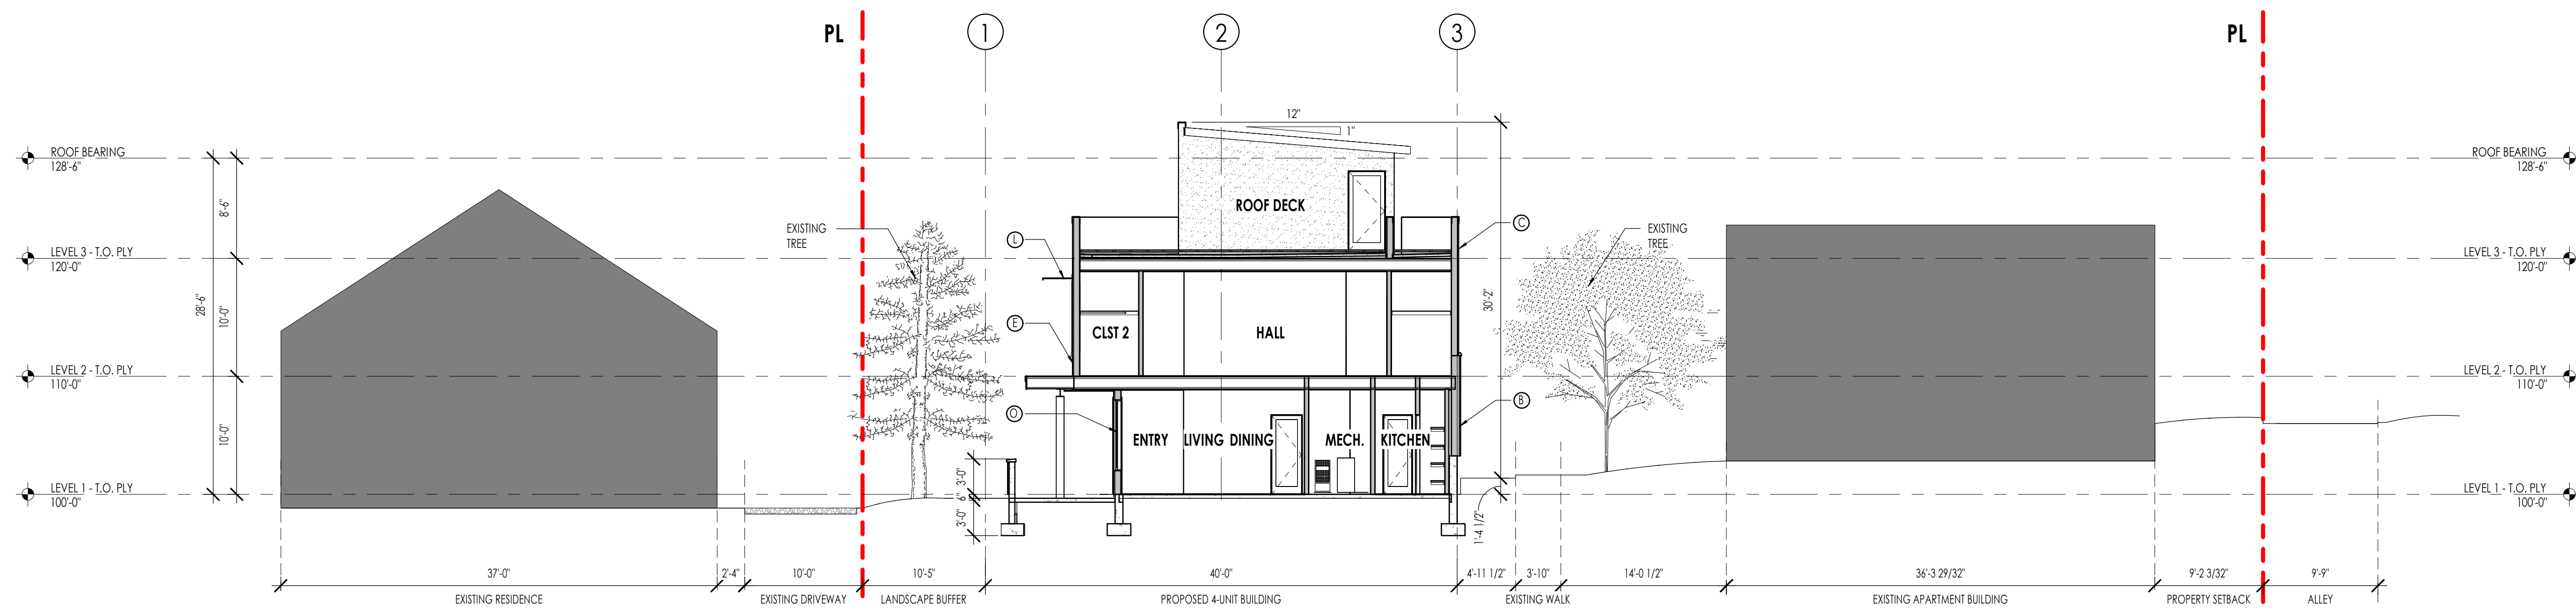 PL
1
2
3
PL
12"
1"
ROOF BEARING
128'-6"
ROOF BEARING
128'-6"
8'-6"
ROOF DECK
EXISTING
TREE
L
C
EXISTING
TREE
LEVEL 3 - T.O. PLY
120'-0"
LEVEL 3 - T.O. PLY
120'-0"
28'-6"
10'-0"
30'-2"
E
CLST 2
HALL
LEVEL 2 - T.O. PLY
110'-0"
LEVEL 2 - T.O. PLY
110'-0"
10'-0"
O
B
ENTRY
LIVING
DINING
MECH.
KITCHEN
3'-0"
6"
3'-0"
LEVEL 1 - T.O. PLY
100'-0"
LEVEL 1 - T.O. PLY
100'-0"
1'-4 1/2"
37'-0"
2'-4"
10'-0"
10'-5"
40'-0"
4'-11 1/2"
3'-10"
14'-0 1/2"
36'-3 29/32"
9'-2 3/32"
9'-9"
EXISTING RESIDENCE
EXISTING DRIVEWAY
LANDSCAPE BUFFER
PROPOSED 4-UNIT BUILDING
EXISTING WALK
EXISTING APARTMENT BUILDING
PROPERTY SETBACK
ALLEY